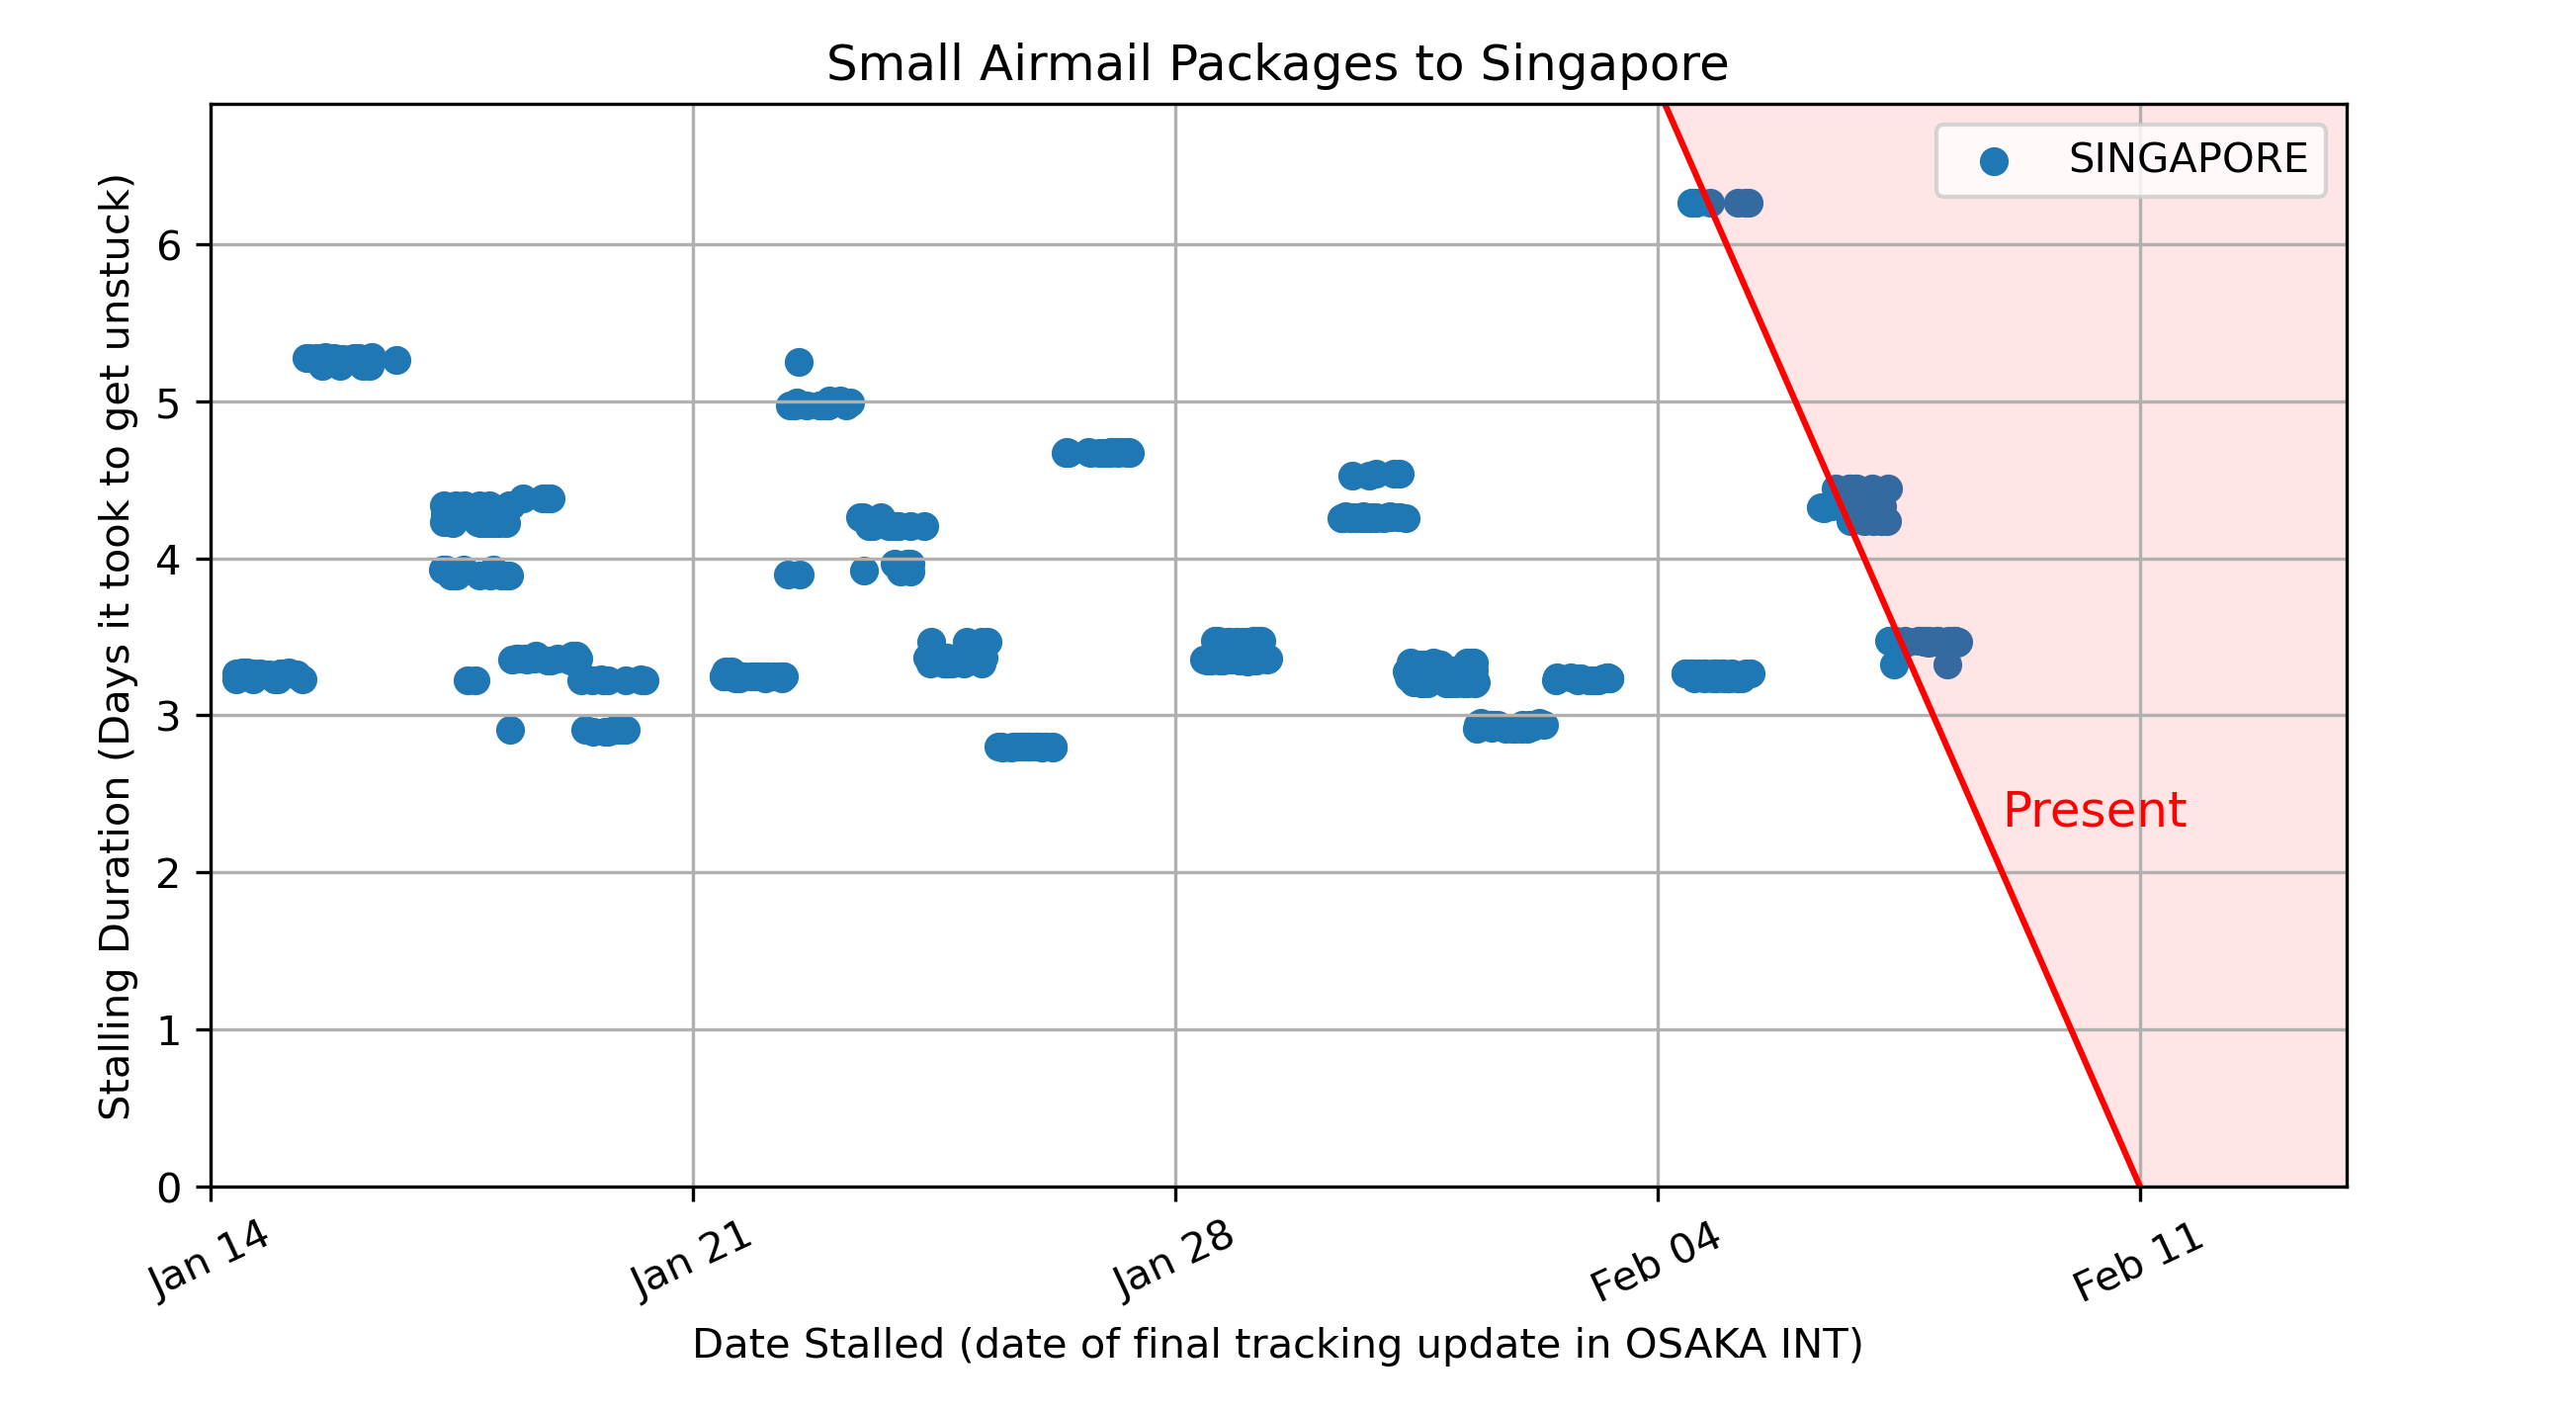 Small Airmail Packages to Singapore
SINGAPORE
Stalling Duration (Days it took to get unstuck)
6
5
4
3
2
1
0
Present
Jan 14
Jan 21
Jan 28
Feb 04
Feb 11
Date Stalled (date of final tracking update in OSAKA INT)